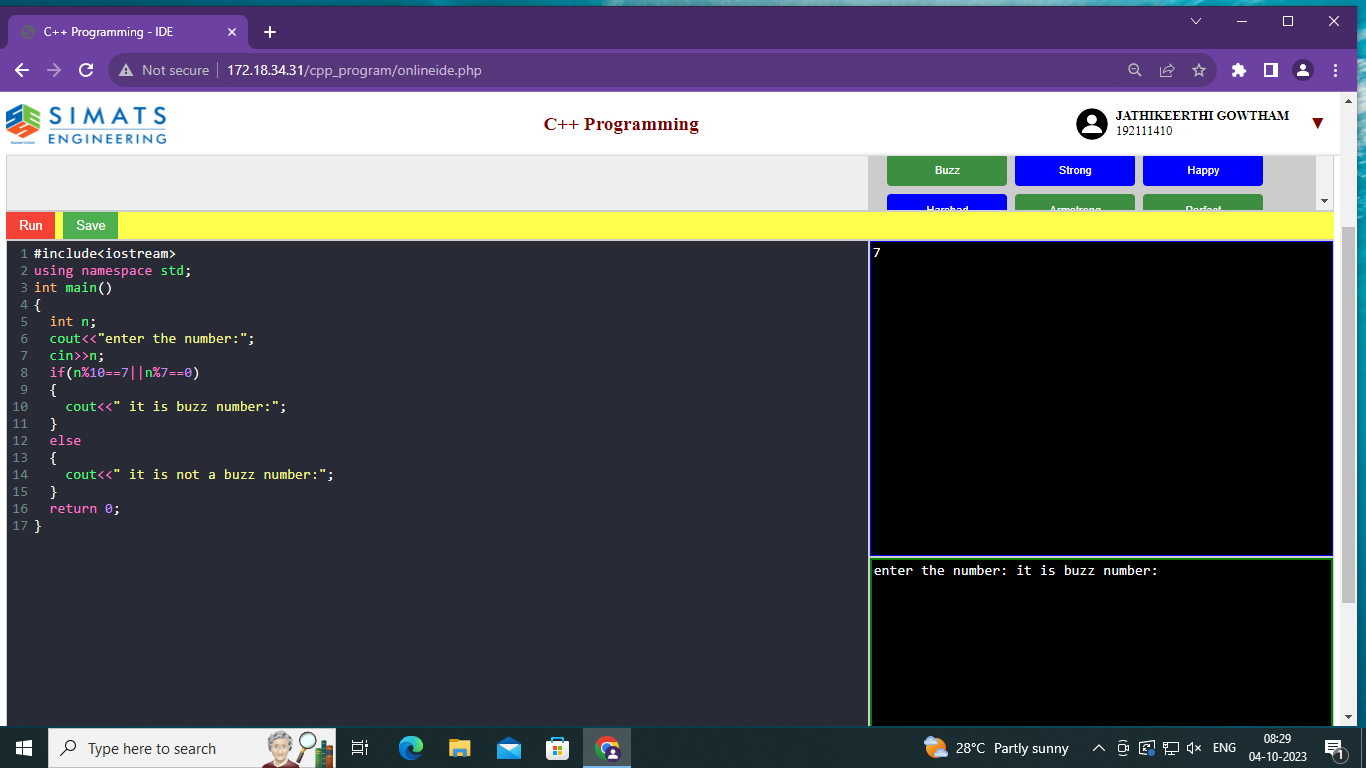 C++ Programming - IDE
Not secure 172.18.34.31/cpp_program/onlineide.php
SIMATS
ENGINEERING
C++ Programming
JATHIKEERTHI GOWTHAM
192111410
Buzz Strong Happy
Harshad Armstrong Perfect
Run Save
1 #include<iostream>
2 using namespace std;
3 int main()
4 {
5 int n;
6 cout<<"enter the number:";
7 cin>>n;
8 if(n%10==7||n%7==0)
9 {
10 cout<<" it is buzz number:";
11 }
12 else
13 {
14 cout<<" it is not a buzz number:";
15 }
16 return 0;
17 }
7
enter the number: it is buzz number:
Type here to search
28°C Partly sunny
ENG
08:29
04-10-2023
1